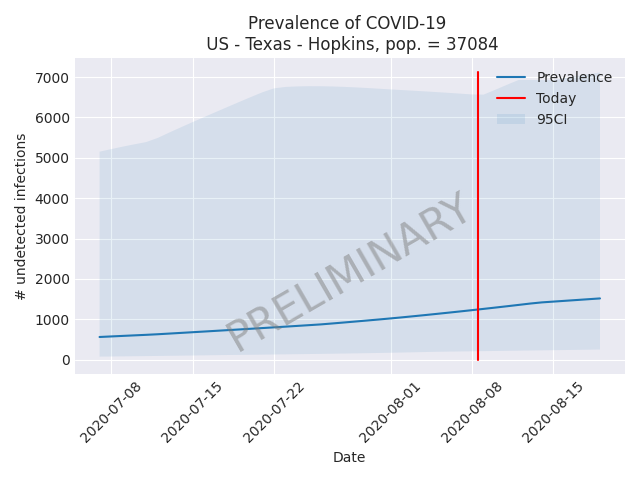 Prevalence of COVID-19
US - Texas - Hopkins, pop. = 37084
7000
6000
5000
4000
3000
2000
1000
0
# undetected infections
Prevalence
Today
95CI
PRELIMINARY
2020-07-08
2020-07-15
2020-07-22
2020-08-01
2020-08-08
2020-08-15
Date